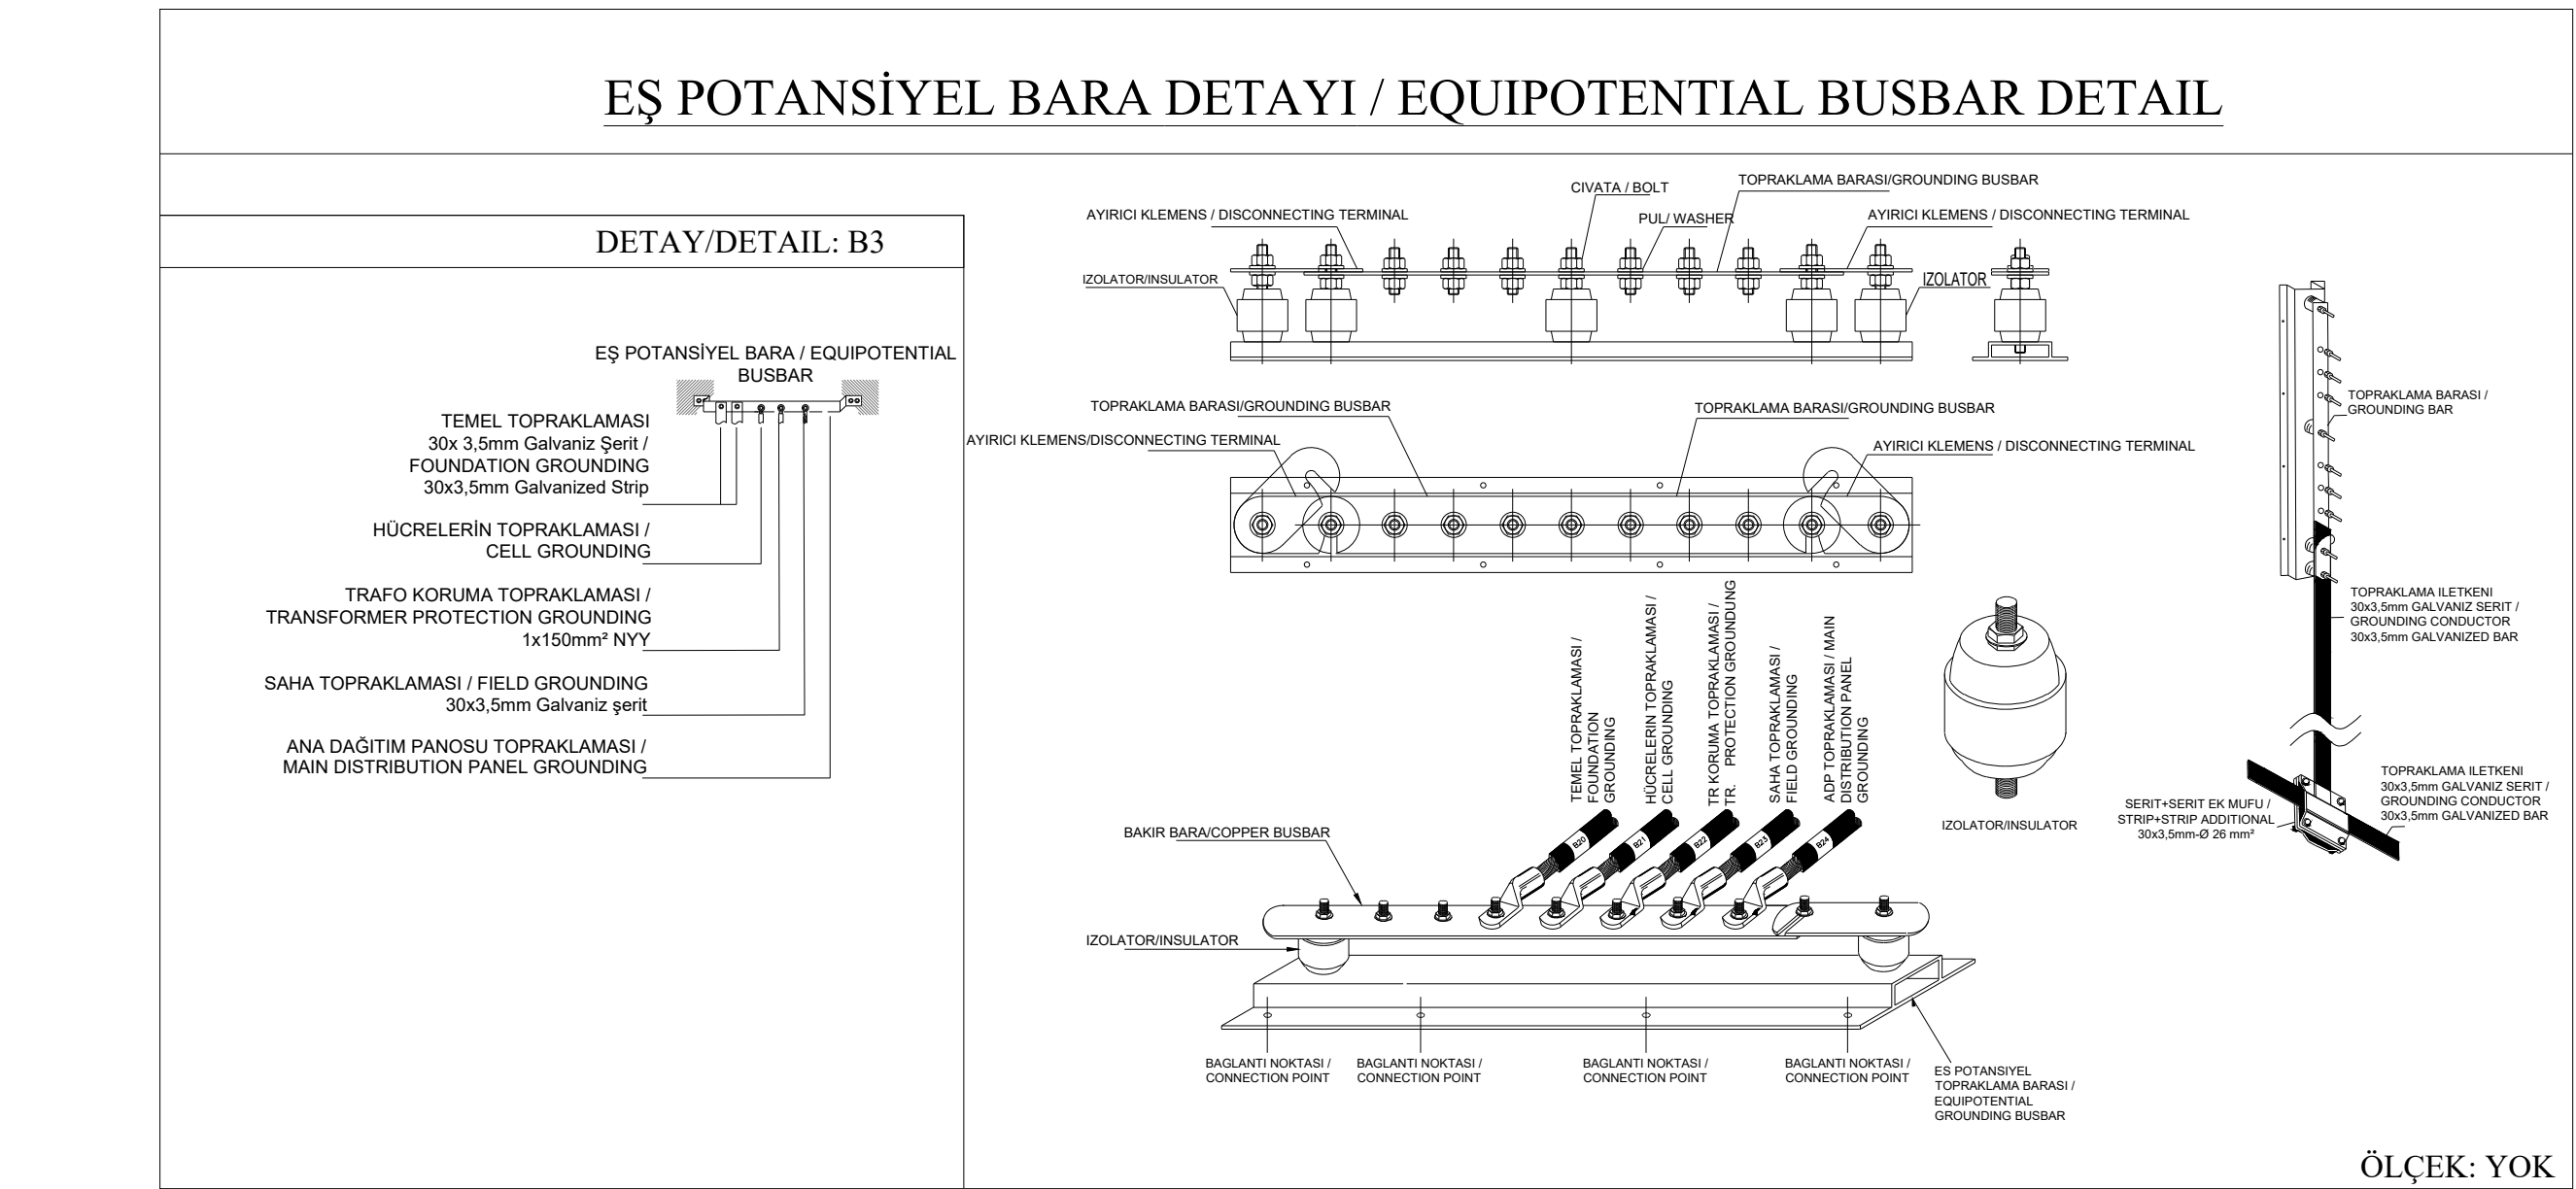 EŞ POTANSİYEL BARA DETAYI / EQUIPOTENTIAL BUSBAR DETAIL
DETAY/DETAIL: B3
EŞ POTANSİYEL BARA / EQUIPOTENTIAL
BUSBAR
TEMEL TOPRAKLAMASI
30x 3,5mm Galvaniz Şerit /
FOUNDATION GROUNDING
30x3,5mm Galvanized Strip
HÜCRELERİN TOPRAKLAMASI /
CELL GROUNDING
TRAFO KORUMA TOPRAKLAMASI /
TRANSFORMER PROTECTION GROUNDING
1x150mm² NYY
SAHA TOPRAKLAMASI / FIELD GROUNDING
30x3,5mm Galvaniz şerit
ANA DAĞITIM PANOSU TOPRAKLAMASI /
MAIN DISTRIBUTION PANEL GROUNDING
CIVATA / BOLT
TOPRAKLAMA BARASI/GROUNDING BUSBAR
AYIRICI KLEMENS / DISCONNECTING TERMINAL
PUL/ WASHER
AYIRICI KLEMENS / DISCONNECTING TERMINAL
IZOLATOR/INSULATOR
IZOLATOR
TOPRAKLAMA BARASI/GROUNDING BUSBAR
TOPRAKLAMA BARASI/GROUNDING BUSBAR
AYIRICI KLEMENS/DISCONNECTING TERMINAL
AYIRICI KLEMENS / DISCONNECTING TERMINAL
TEMEL TOPRAKLAMASI /
FOUNDATION
GROUNDING
HÜCRELERIN TOPRAKLAMASI /
CELL GROUNDING
TR KORUMA TOPRAKLAMASI /
TR. PROTECTION GROUNDUNG
SAHA TOPRAKLAMASI /
FIELD GROUNDING
ADP TOPRAKLAMASI / MAIN
DISTRIBUTION PANEL
GROUNDING
BAKIR BARA/COPPER BUSBAR
B20
B21
B22
B23
B24
IZOLATOR/INSULATOR
IZOLATOR/INSULATOR
BAGLANTI NOKTASI /
CONNECTION POINT
BAGLANTI NOKTASI /
CONNECTION POINT
BAGLANTI NOKTASI /
CONNECTION POINT
BAGLANTI NOKTASI /
CONNECTION POINT
ES POTANSIYEL
TOPRAKLAMA BARASI /
EQUIPOTENTIAL
GROUNDING BUSBAR
TOPRAKLAMA BARASI /
GROUNDING BAR
TOPRAKLAMA ILETKENI
30x3,5mm GALVANIZ SERIT /
GROUNDING CONDUCTOR
30x3,5mm GALVANIZED BAR
TOPRAKLAMA ILETKENI
30x3,5mm GALVANIZ SERIT /
GROUNDING CONDUCTOR
30x3,5mm GALVANIZED BAR
SERIT+SERIT EK MUFU /
STRIP+STRIP ADDITIONAL
30x3,5mm-Ø 26 mm²
ÖLÇEK: YOK